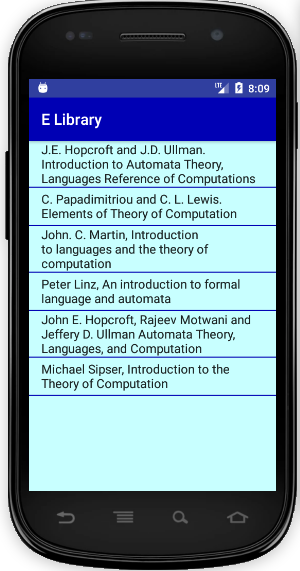 LTE 8:09
E Library
J.E. Hopcroft and J.D. Ullman.
Introduction to Automata Theory,
Languages Reference of Computations
C. Papadimitriou and C. L. Lewis.
Elements of Theory of Computation
John. C. Martin, Introduction
to languages and the theory of
computation
Peter Linz, An introduction to formal
language and automata
John E. Hopcroft, Rajeev Motwani and
Jeffery D. Ullman Automata Theory,
Languages, and Computation
Michael Sipser, Introduction to the
Theory of Computation